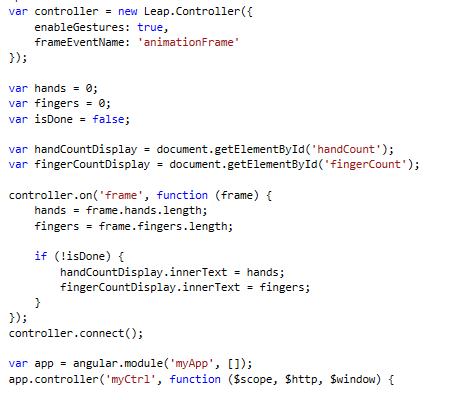 var controller = new Leap.Controller({
    enableGestures: true,
    frameEventName: 'animationFrame'
});
var hands = 0;
var fingers = 0;
var isDone = false;
var handCountDisplay = document.getElementById('handCount');
var fingerCountDisplay = document.getElementById('fingerCount');
controller.on('frame', function (frame) {
    hands = frame.hands.length;
    fingers = frame.fingers.length;
    if (!isDone) {
        handCountDisplay.innerText = hands;
        fingerCountDisplay.innerText = fingers;
    }
});
controller.connect();
var app = angular.module('myApp', []);
app.controller('myCtrl', function ($scope, $http, $window) {